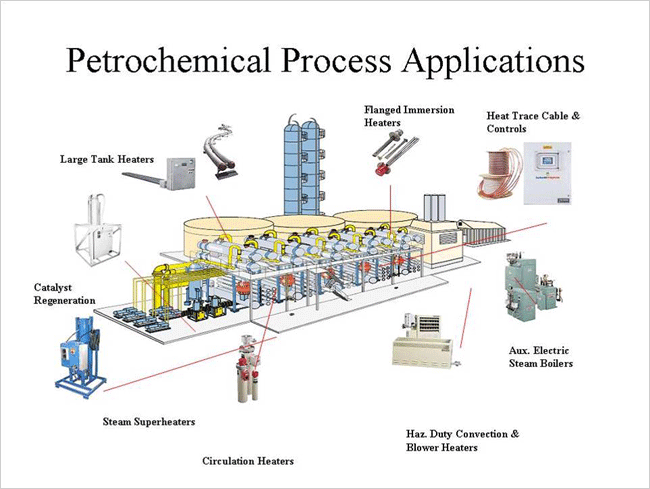 Petrochemical Process Applications
Flanged Immersion
Heaters
Heat Trace Cable &
Controls
Large Tank Heaters
Catalyst
Regeneration
Aux. Electric
Steam Boilers
Steam Superheaters
Haz. Duty Convection &
Blower Heaters
Circulation Heaters